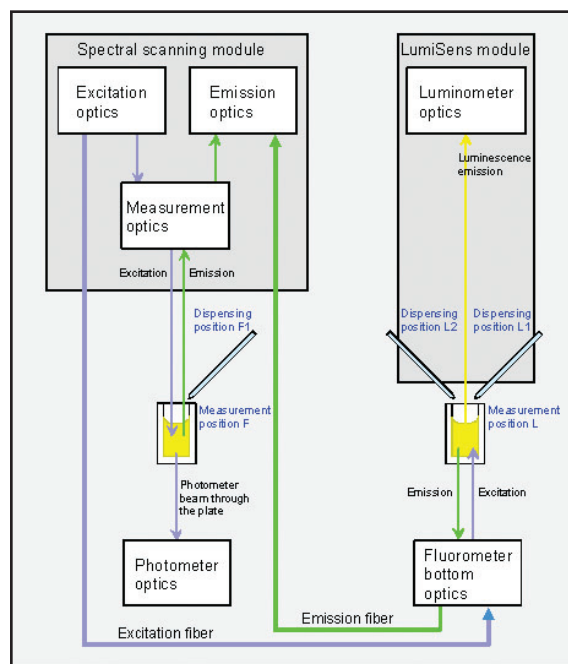 Spectral scanning module
Excitation
optics
Emission
optics
Measurement
optics
Excitation
Emission
Dispensing
position F1
Measurement
position F
Photometer
beam through
the plate
Photometer
optics
LumiSens module
Luminometer
optics
Luminescence
emission
Dispensing
position L2
Dispensing
position L1
Measurement
position L
Emission
Excitation
Fluorometer
bottom
optics
Emission fiber
Excitation fiber